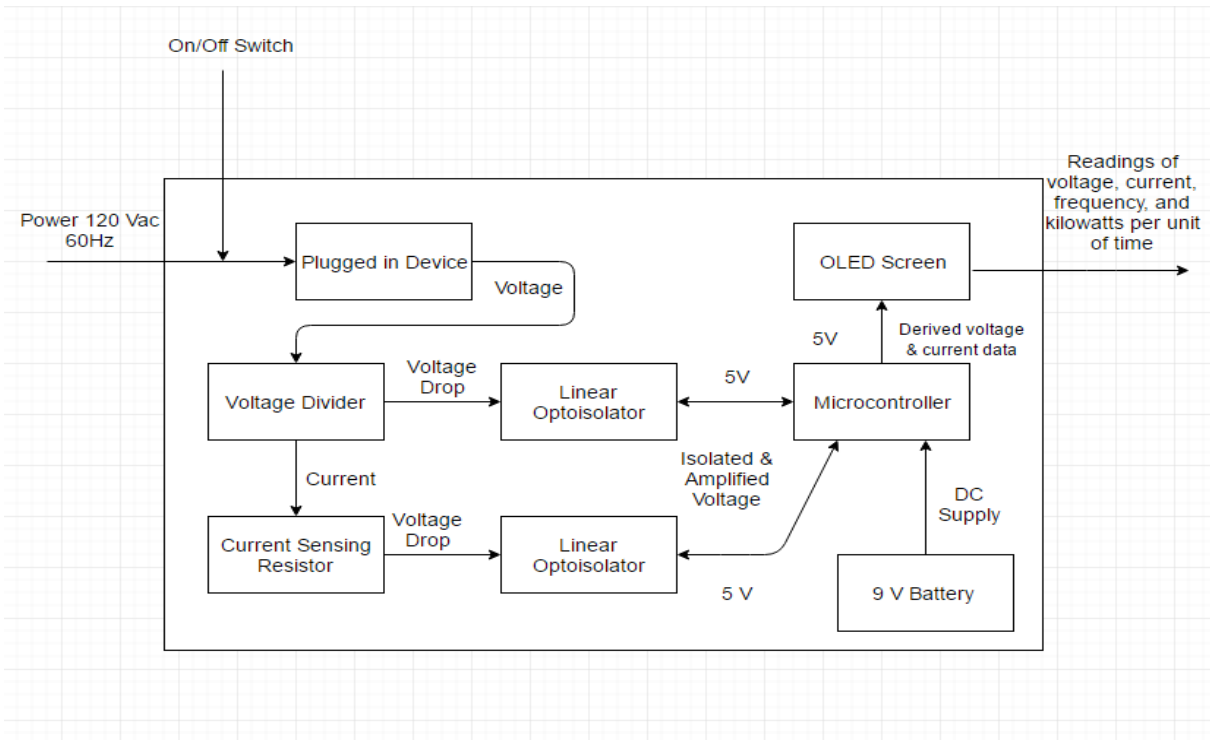 On/Off Switch
Readings of
voltage, current,
frequency, and
kilowatts per unit
of time
Power 120 Vac
60Hz
Plugged in Device
OLED Screen
Voltage
5V
Derived voltage
& current data
Voltage
Drop
5V
Voltage Divider
Linear
Optoisolator
Microcontroller
Isolated &
Amplified
Voltage
Current
DC
Supply
Voltage
Drop
Current Sensing
Resistor
Linear
Optoisolator
5 V
9 V Battery